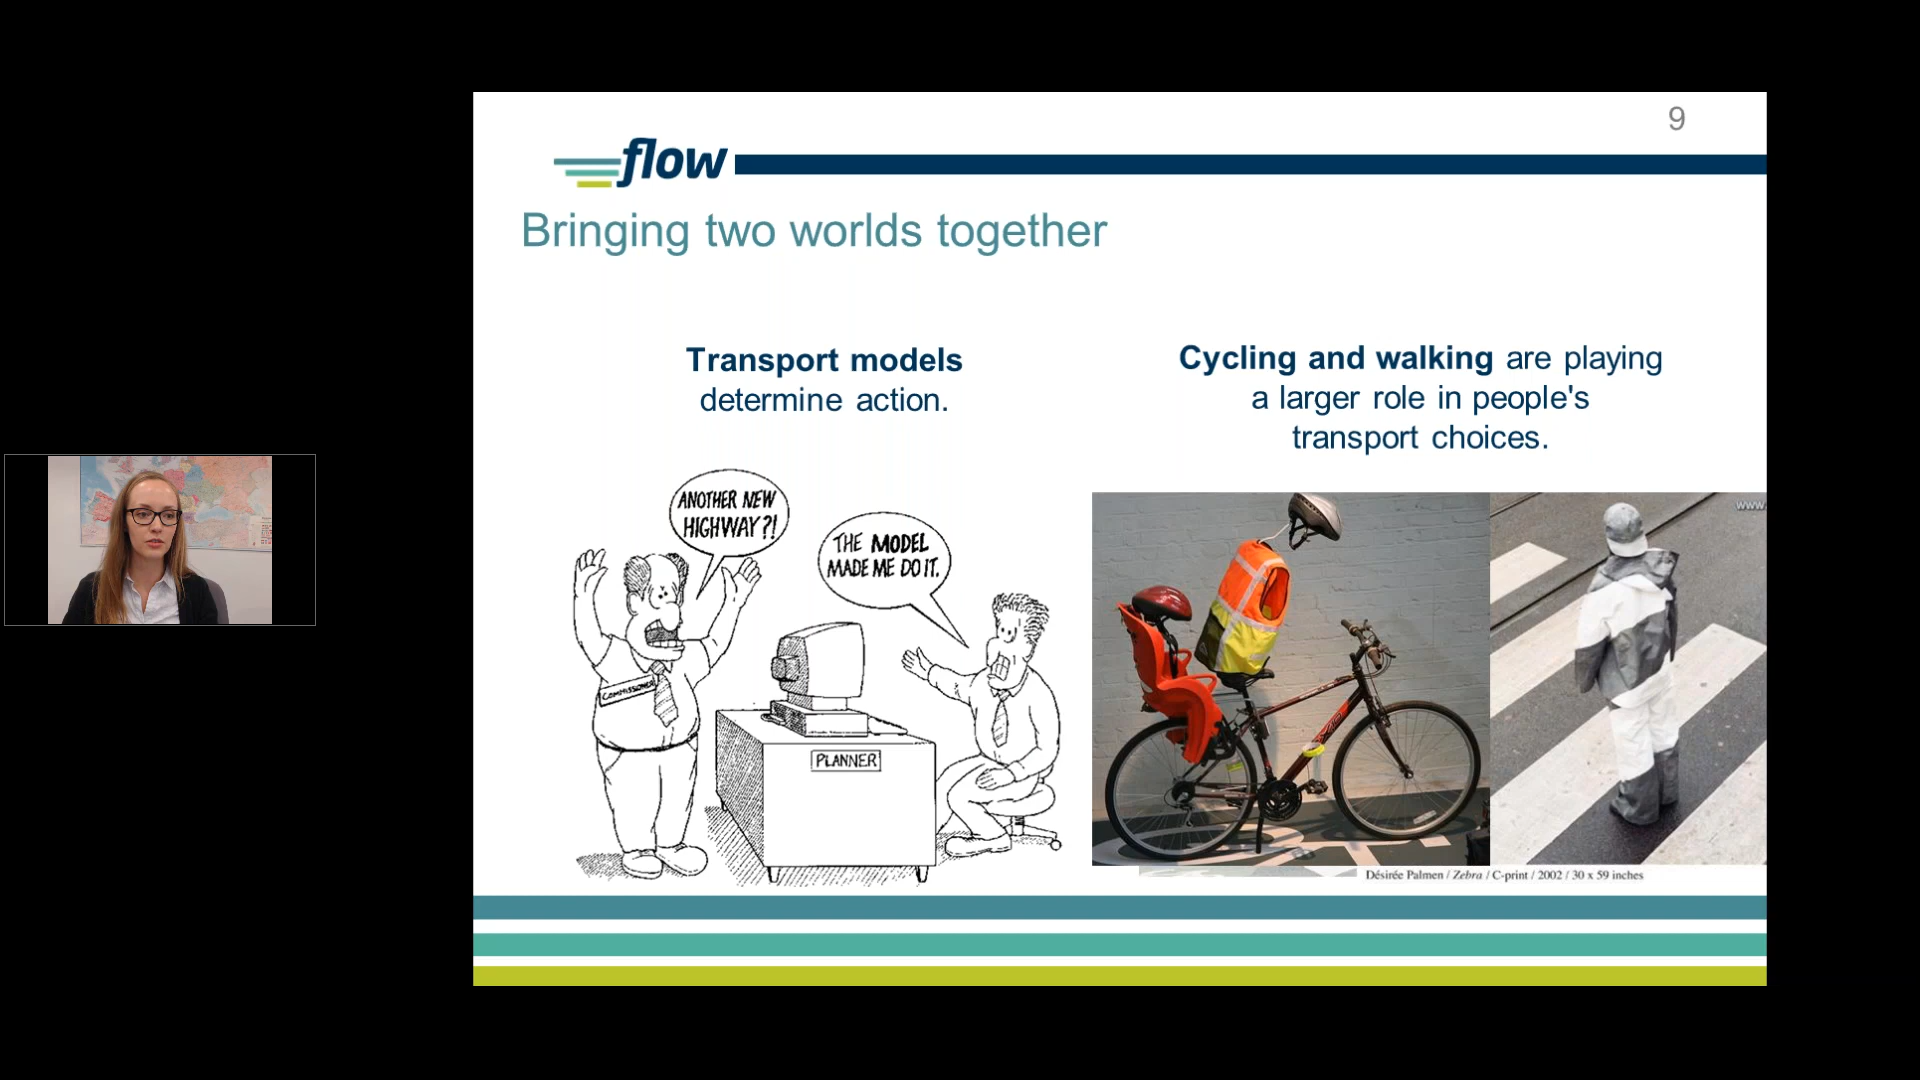 9
flow
Bringing two worlds together
Transport models
determine action.
Cycling and walking are playing
a larger role in people's
transport choices.
ANOTHER NEW
HIGHWAY?!
THE MODEL
MADE ME DO IT.
COMMISSIONER
PLANNER
www.
Désirée Palmen / Zebra / C-print / 2002 / 30 x 59 inches